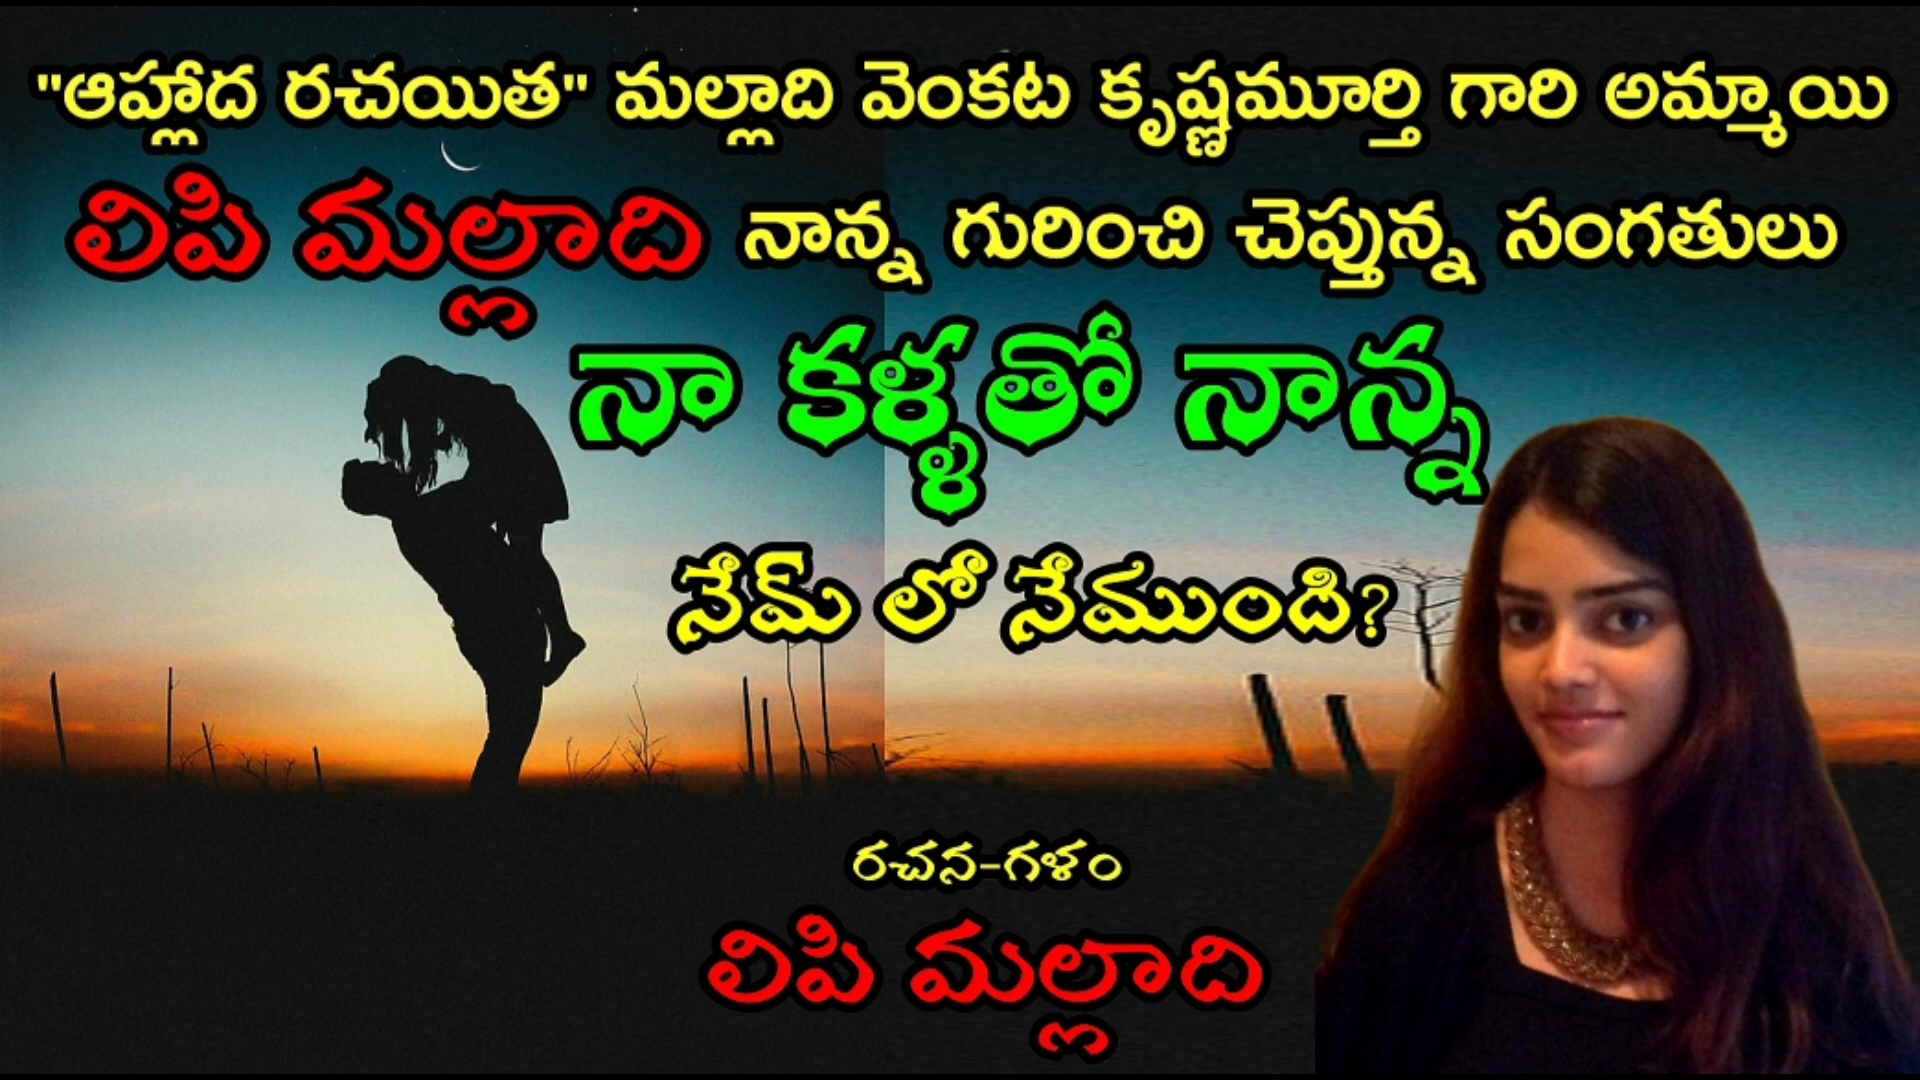 "ఆహ్లాద రచయిత" మల్లాది వెంకట కృష్ణమూర్తి గారి అమ్మాయి
లిపి మల్లాది నాన్న గురించి చెప్తున్న సంగతులు
నా కళ్ళతో నాన్న
నేమ్ లో నేముంది?
రచన-గళం
లిపి మల్లాది